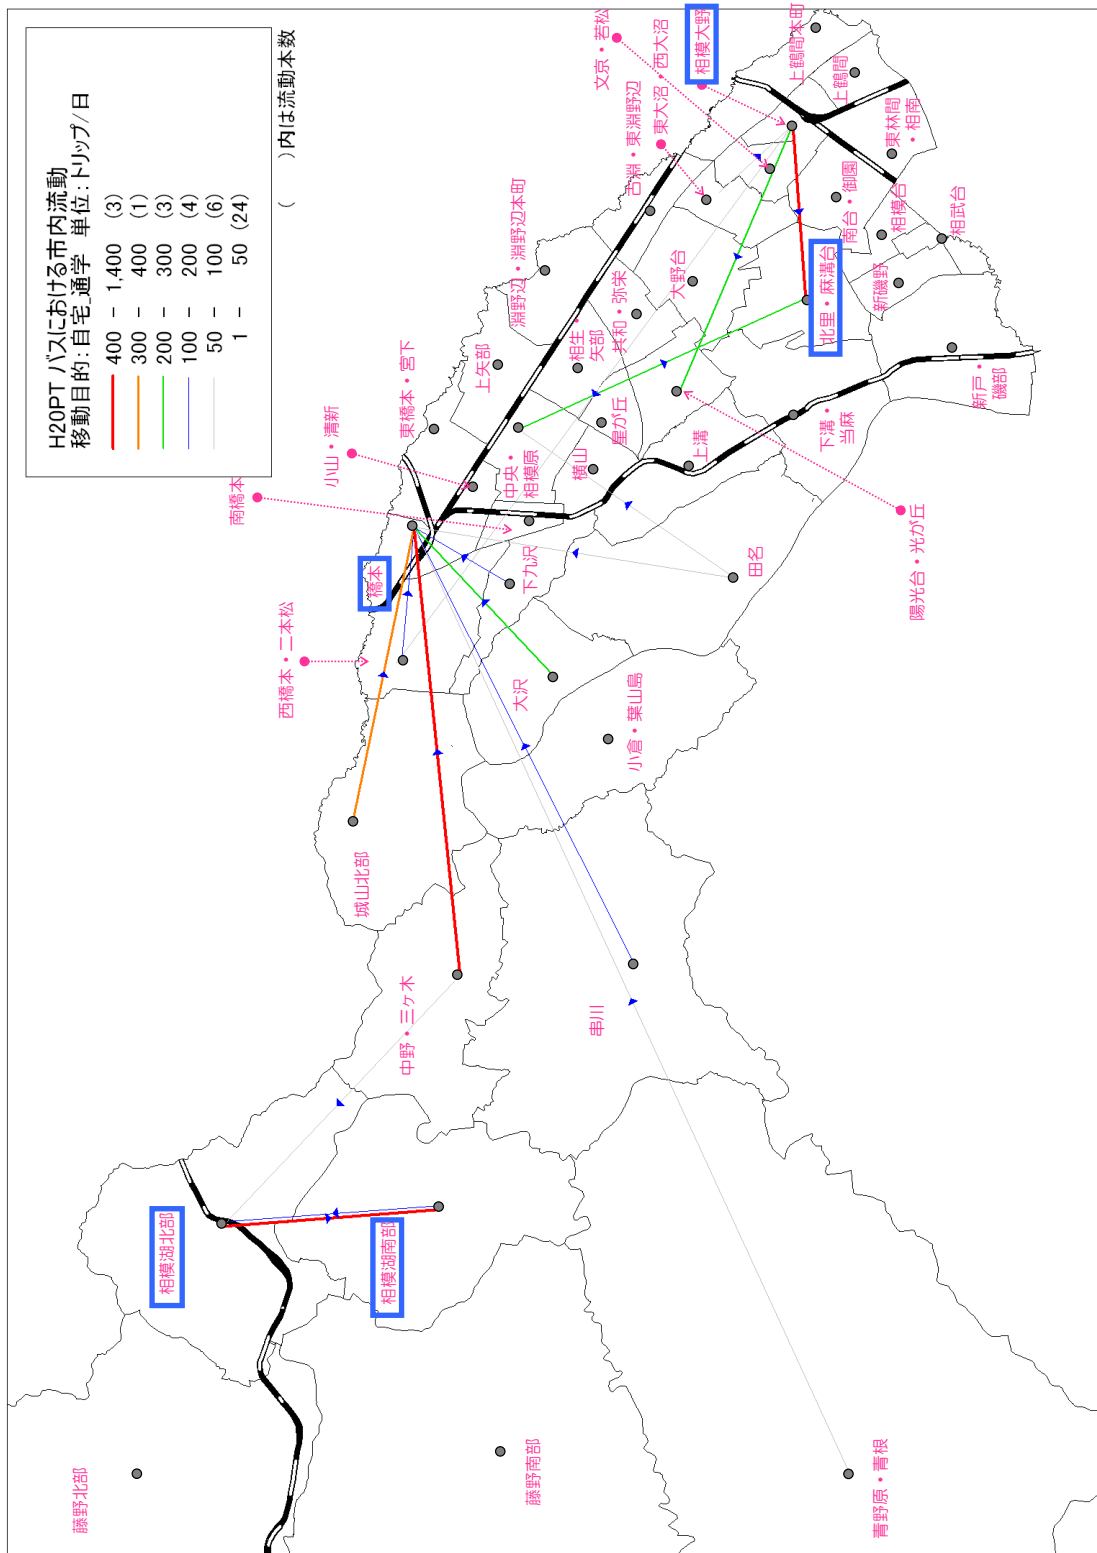 H20PT バスにおける市内流動
移動目的:自宅_通学 単位:トリップ/日
400 - 1,400 (3)
300 - 400 (1)
200 - 300 (3)
100 - 200 (4)
50 - 100 (6)
1 - 50 (24)
( )内は流動本数
藤野北部
相模湖北部
相模湖南部
藤野南部
青野原・青根
中野・三ヶ木
串川
城山北部
西橋本・二本松
小倉・葉山島
大沢
橋本
南橋本
下九沢
田名
小山・清新
東橋本・宮下
中央・
相模原
横山
上溝
上矢部
相生・
矢部
星が丘
陽光台・光が丘
下溝・
当麻
淵野辺・淵野辺本町
共和・弥栄
大野台
古淵・東淵野辺
東大沼・西大沼
文京・若松
相模大野
北里・麻溝台
新戸・
磯部
新磯野
相武台
相模台
南台・御園
東林間
・相南
上鶴間
上鶴間本町